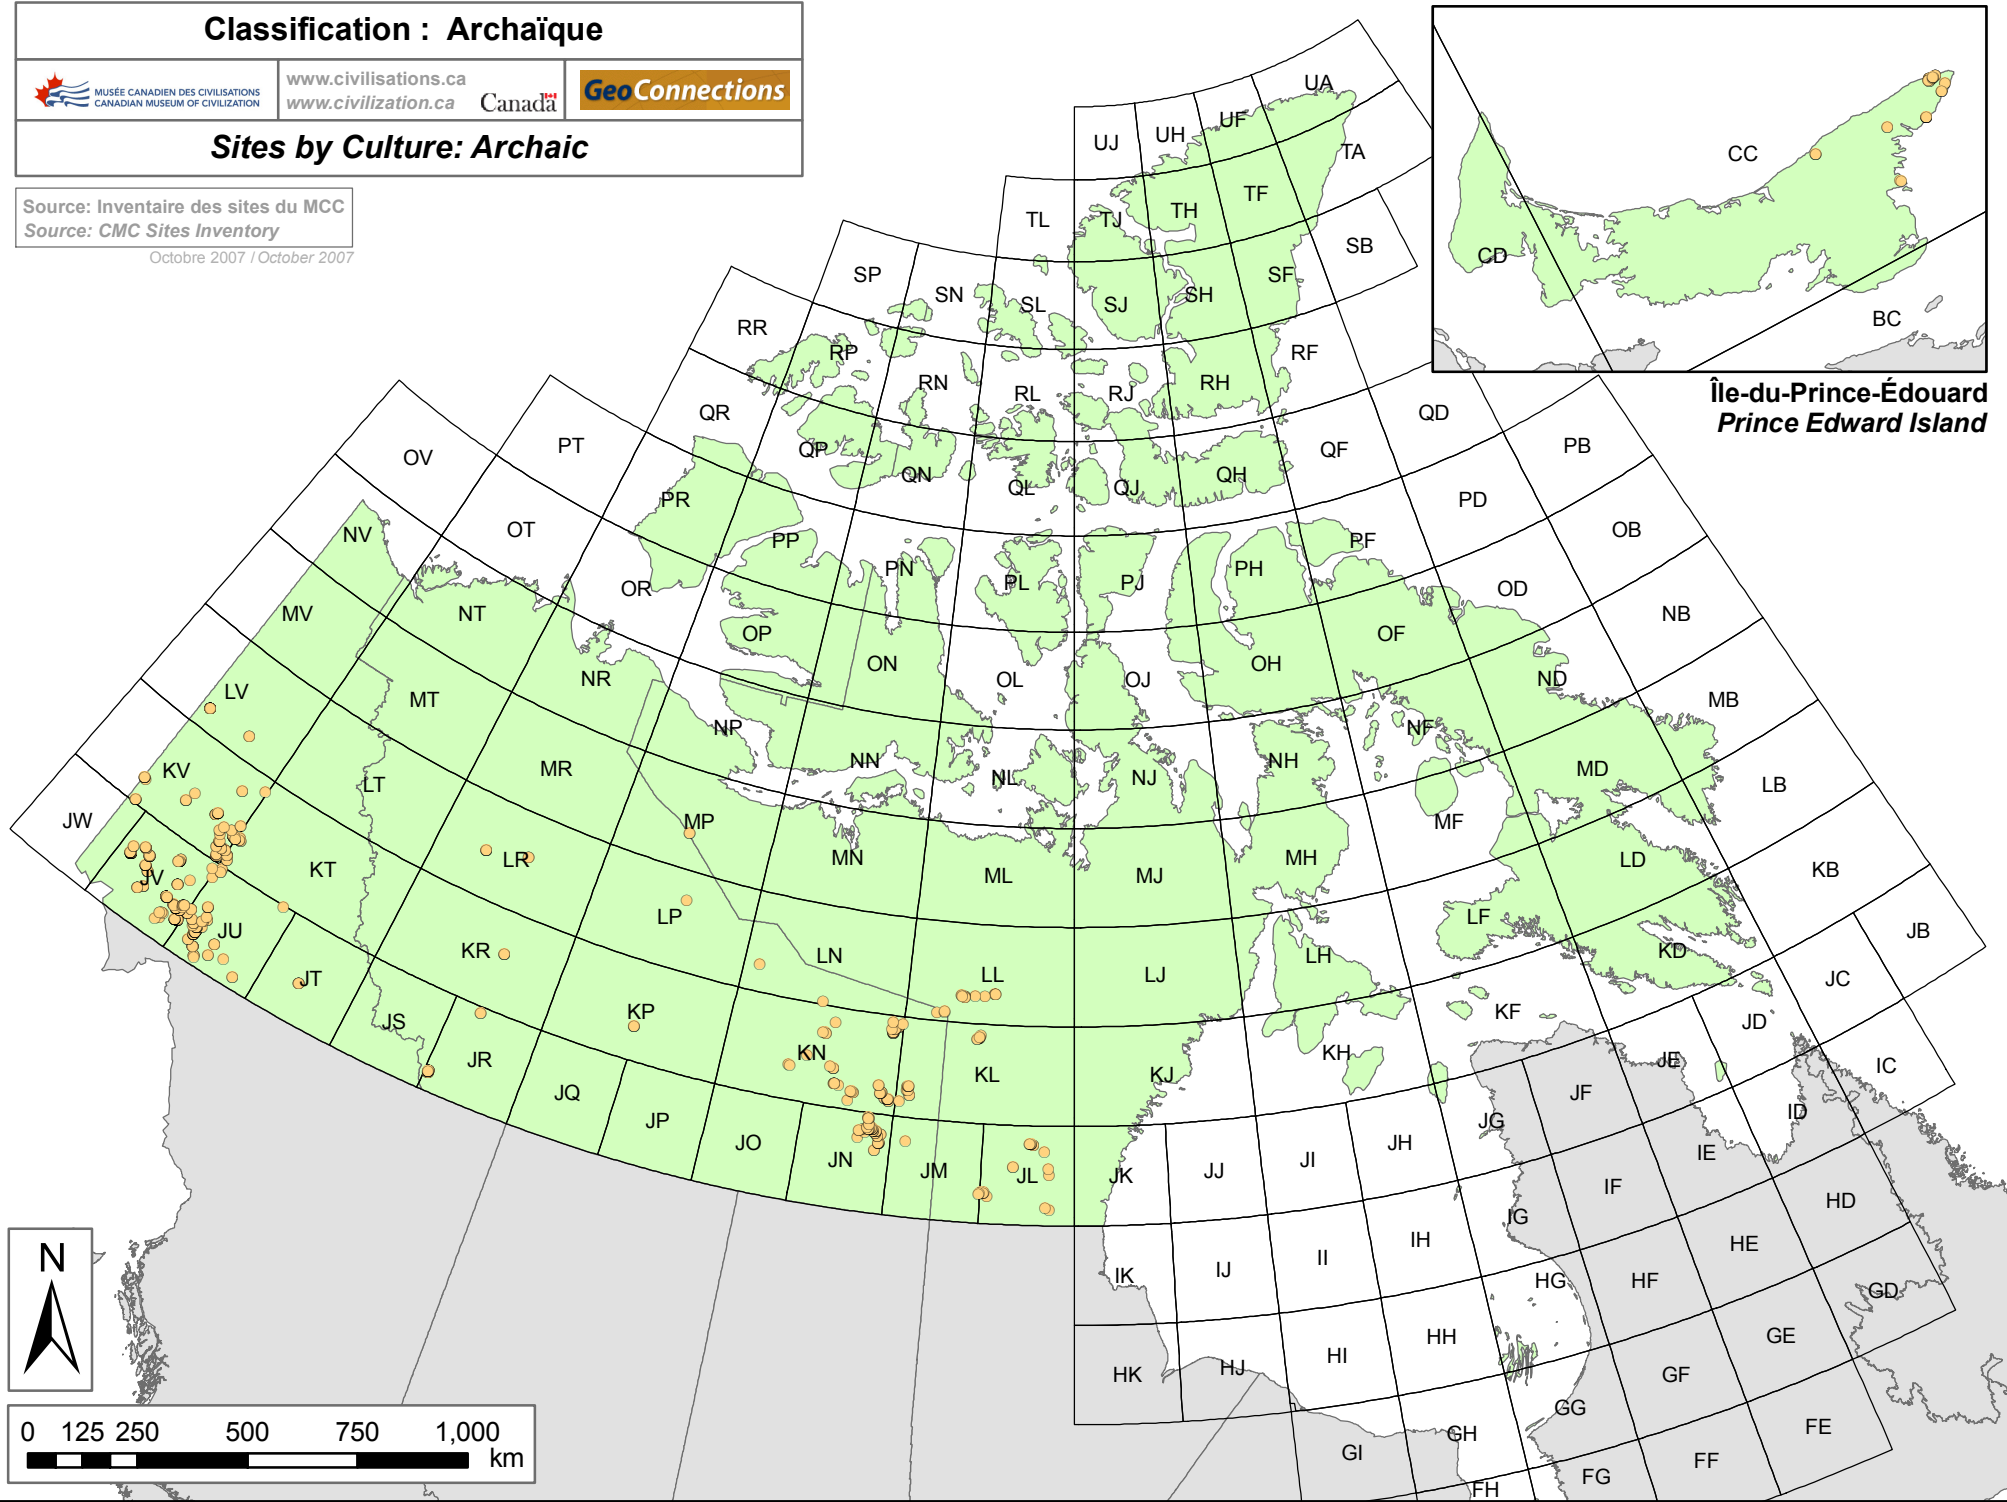 Classification : Archaïque
MUSÉE CANADIEN DES CIVILISATIONS
CANADIAN MUSEUM OF CIVILIZATION
www.civilisations.ca
www.civilization.ca
Canada
GeoConnections
Sites by Culture: Archaic
Source: Inventaire des sites du MCC
Source: CMC Sites Inventory
Octobre 2007 / October 2007
CC
CD
BC
Île-du-Prince-Édouard
Prince Edward Island
UJ UH UF UA
TL TJ TH TF TA
SP SN SL SJ SH SF SB
RR RP RN RL RJ RH RF
QR QP QN QL QJ QH QF QD
PT PR PP PN PL PJ PH PF PD PB
OV OT OR OP ON OL OJ OH OF OD OB
NV NT NR NP NN NL NJ NH NF ND NB
MV MT MR MP MN ML MJ MH MF MD MB
LV LT LR LP LN LL LJ LH LF LD LB
KV KT KR KP KN KL KJ KH KF KD KB
JW JV JU JT JS JR JQ JP JO JN JM JL JK JJ JI JH JG JF JE JD JC JB
IK IJ II IH IG IF IE ID IC
HK HJ HI HH HG HF HE HD
GI GH GG GF GE GD
FH FG FF FE
N
0 125 250 500 750 1,000
km